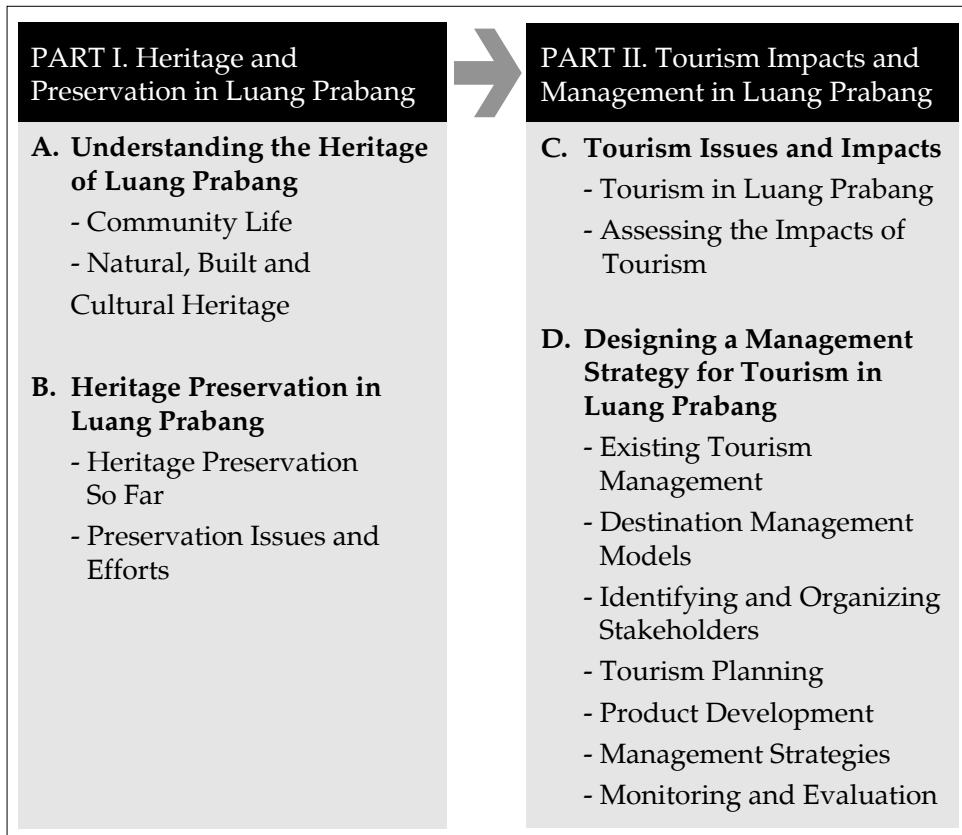 PART I. Heritage and
Preservation in Luang Prabang
A. Understanding the Heritage
of Luang Prabang
- Community Life
- Natural, Built and
Cultural Heritage
B. Heritage Preservation in
Luang Prabang
- Heritage Preservation
So Far
- Preservation Issues and
Efforts
PART II. Tourism Impacts and
Management in Luang Prabang
C. Tourism Issues and Impacts
- Tourism in Luang Prabang
- Assessing the Impacts of
Tourism
D. Designing a Management
Strategy for Tourism in
Luang Prabang
- Existing Tourism
Management
- Destination Management
Models
- Identifying and Organizing
Stakeholders
- Tourism Planning
- Product Development
- Management Strategies
- Monitoring and Evaluation